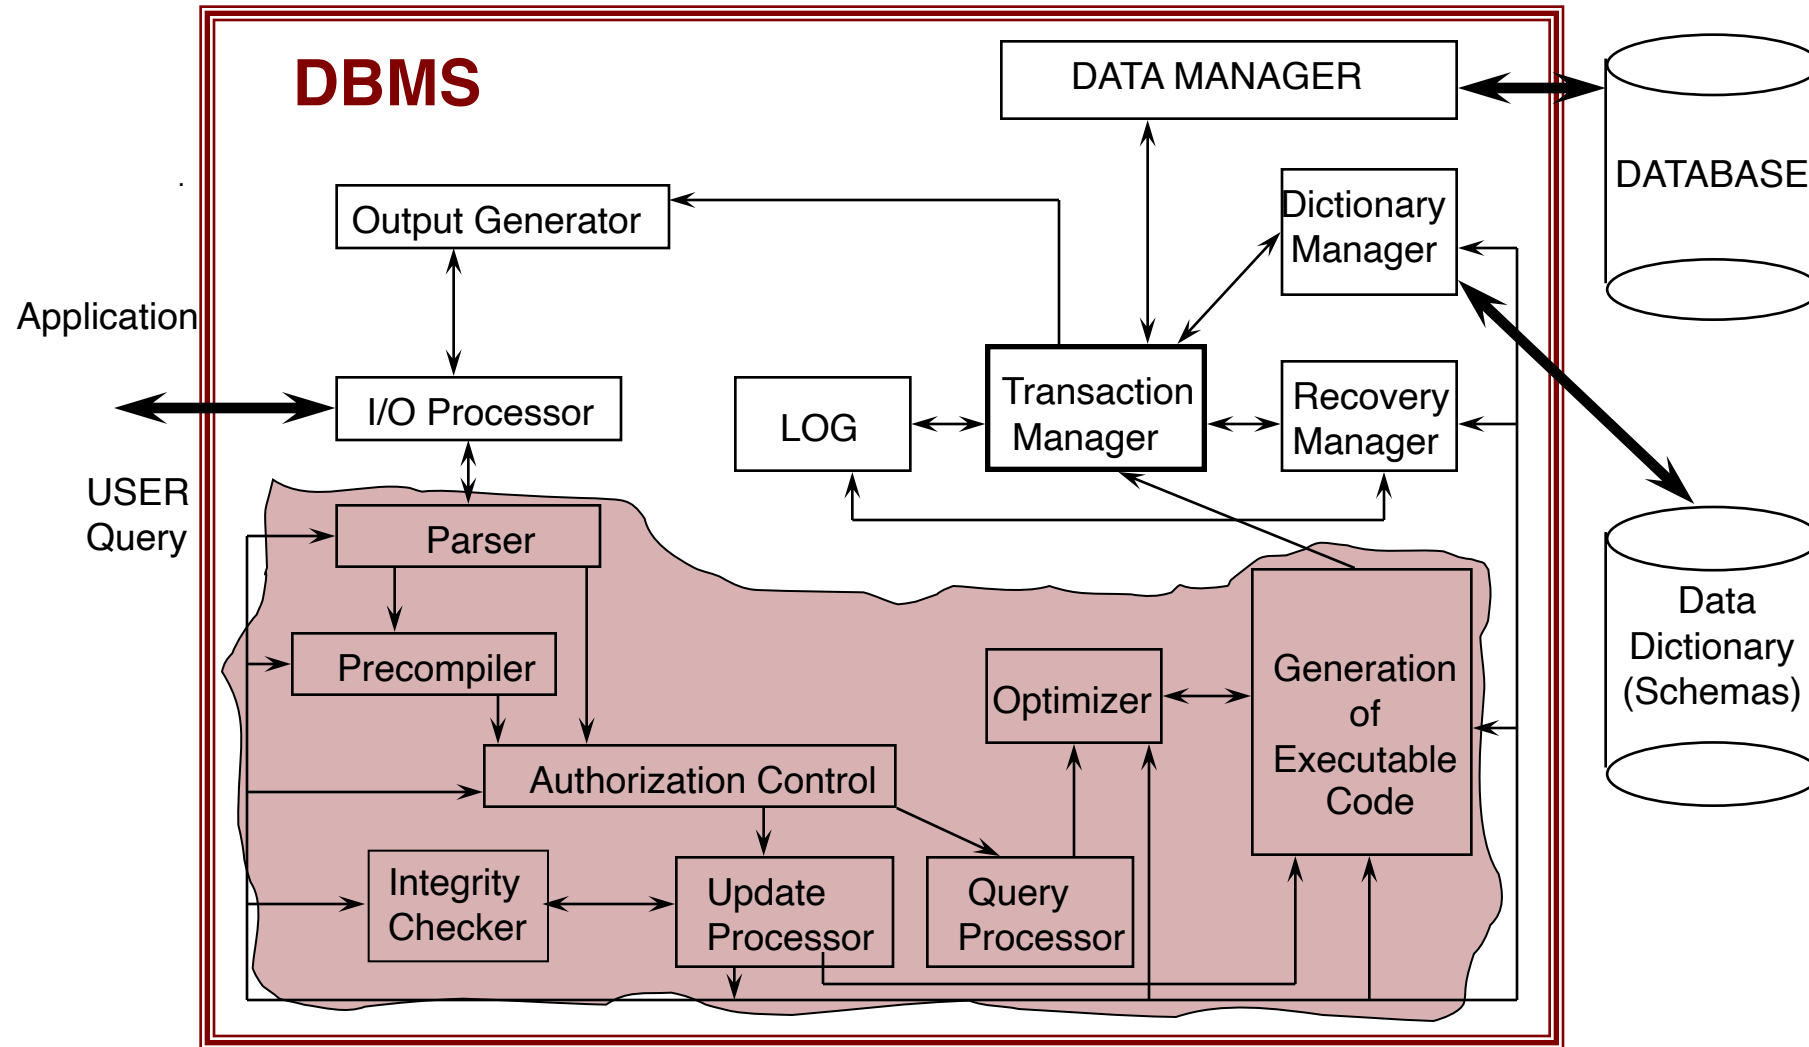 DBMS
DATA MANAGER
DATABASE
Output Generator
Dictionary
Manager
Application
I/O Processor
LOG
Transaction
Manager
Recovery
Manager
USER
Query
Parser
Precompiler
Optimizer
Generation
of
Executable
Code
Data
Dictionary
(Schemas)
Authorization Control
Integrity
Checker
Update
Processor
Query
Processor